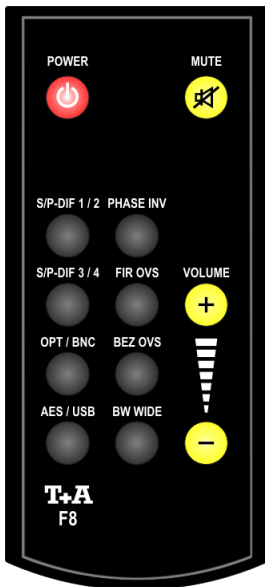 POWER MUTE
S/P-DIF 1 / 2 PHASE INV
S/P-DIF 3 / 4 FIR OVS VOLUME
+
OPT / BNC BEZ OVS
AES / USB BW WIDE
−
T+A
F8